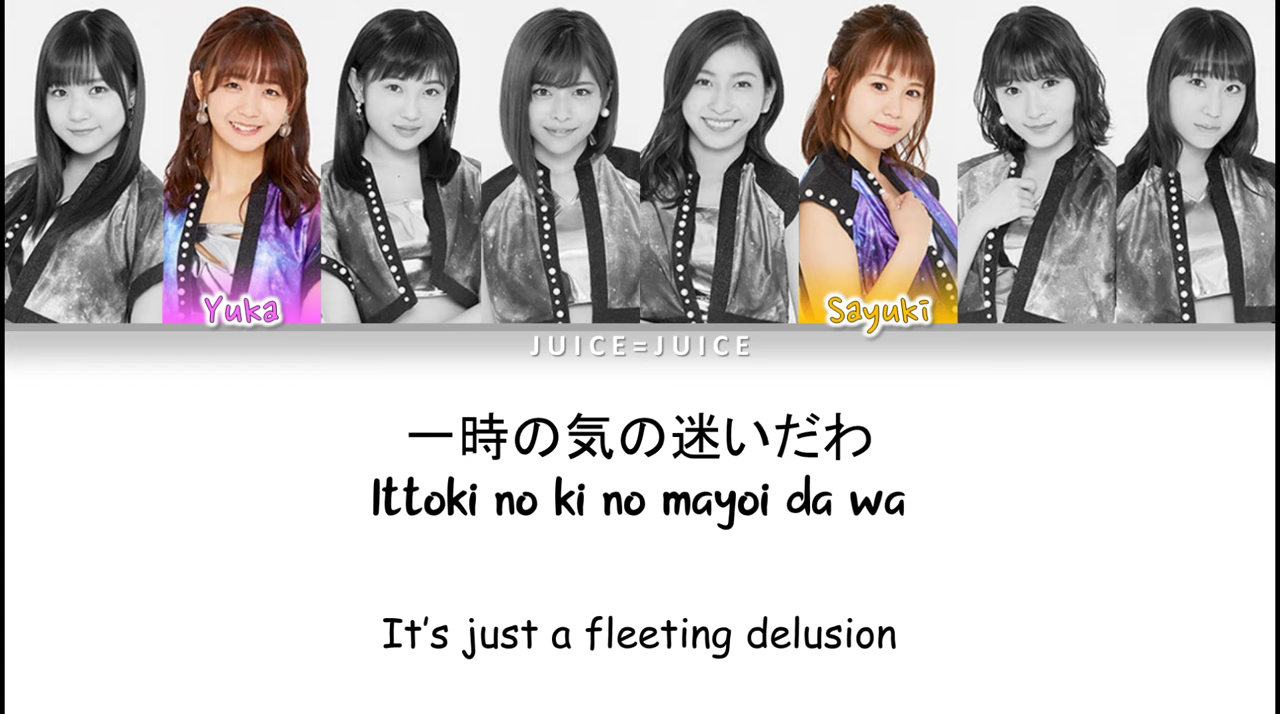 Yuka
Sayuki
JUICE=JUICE
一時の気の迷いだわ
Ittoki no ki no mayoi da wa
It's just a fleeting delusion